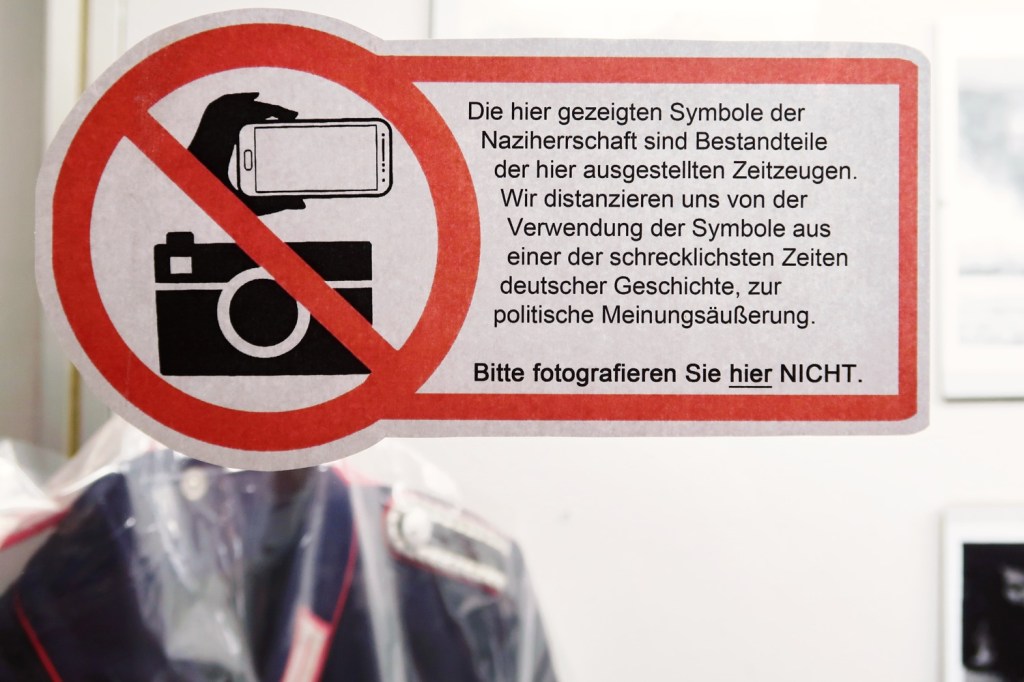 Die hier gezeigten Symbole der
Naziherrschaft sind Bestandteile
der hier ausgestellten Zeitzeugen.
Wir distanzieren uns von der
Verwendung der Symbole aus
einer der schrecklichsten Zeiten
deutscher Geschichte, zur
politische Meinungsäußerung.
Bitte fotografieren Sie hier NICHT.